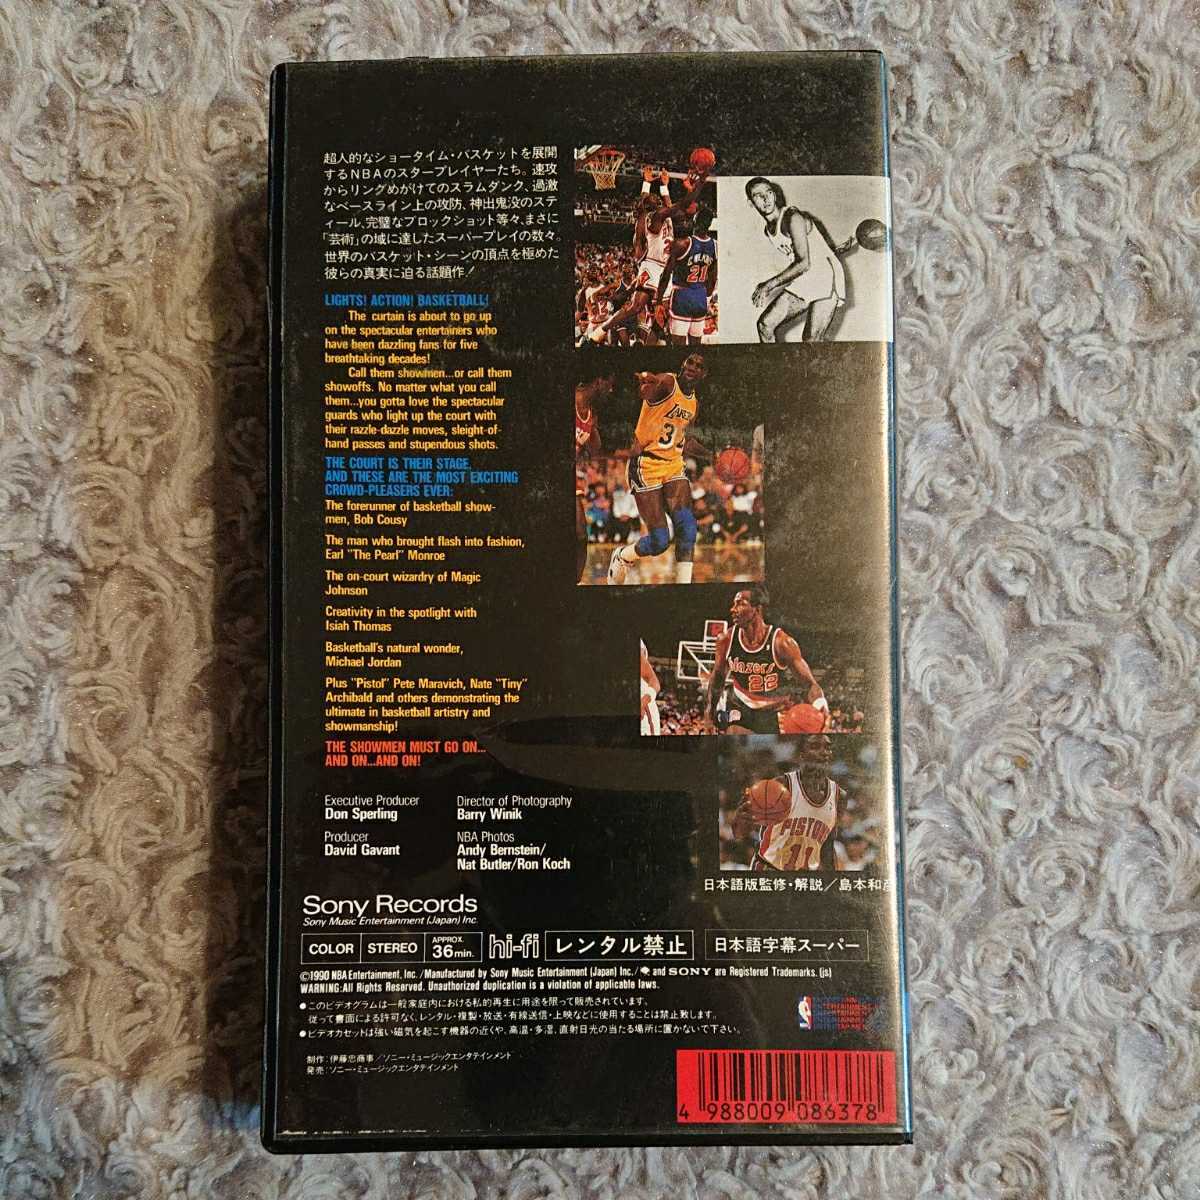 超人的なショータイム・バスケットを展開
するNBAのスタープレイヤーたち。速攻
からリングめがけてのスラムダンク、過激
なベースライン上の攻防、神出鬼没のステ
ィール、完璧なブロックショット等々、まさに
「芸術」の域に達したスーパープレイの数々。
世界のバスケット・シーンの頂点を極めた
彼らの真実に迫る話題作!
LIGHTS! ACTION! BASKETBALL!
The curtain is about to go up
on the spectacular entertainers who
have been dazzling fans for five
breathtaking decades!
Call them showmen...or call them
showoffs. No matter what you call
them...you gotta love the spectacular
guards who light up the court with
their razzle-dazzle moves, sleight-of-
hand passes and stupendous shots.
THE COURT IS THEIR STAGE,
AND THESE ARE THE MOST EXCITING
CROWD-PLEASERS EVER:
The forerunner of basketball show-
men, Bob Cousy
The man who brought flash into fashion,
Earl "The Pearl" Monroe
The on-court wizardry of Magic
Johnson
Creativity in the spotlight with
Isiah Thomas
Basketball's natural wonder,
Michael Jordan
Plus "Pistol" Pete Maravich, Nate "Tiny"
Archibald and others demonstrating the
ultimate in basketball artistry and
showmanship!
THE SHOWMEN MUST GO ON...
AND ON...AND ON!
Executive Producer
Don Sperling
Director of Photography
Barry Winik
Producer
David Gavant
NBA Photos
Andy Bernstein/
Nat Butler/Ron Koch
21
LAKERS
blazers
22
PISTONS
11
日本語版監修・解説/島本和彦
Sony Records
Sony Music Entertainment (Japan) Inc.
COLOR STEREO APPROX. 36min. hi-fi レンタル禁止 日本語字幕スーパー
©1990 NBA Entertainment, Inc./Manufactured by Sony Music Entertainment (Japan) Inc./ and SONY are Registered Trademarks. (js)
WARNING:All Rights Reserved. Unauthorized duplication is a violation of applicable laws.
●このビデオグラムは一般家庭内における私的再生に用途を限って販売されています。
従って書面による許可なく、レンタル・複製・放送・有線送信・上映などに使用することは禁止致します。
●ビデオカセットは強い磁気を起こす機器の近くや、高温・多湿、直射日光の当たる場所に置かないで下さい。
制作:伊藤忠商事/ソニー・ミュージックエンタテインメント
発売:ソニー・ミュージックエンタテインメント
4 988009 086378